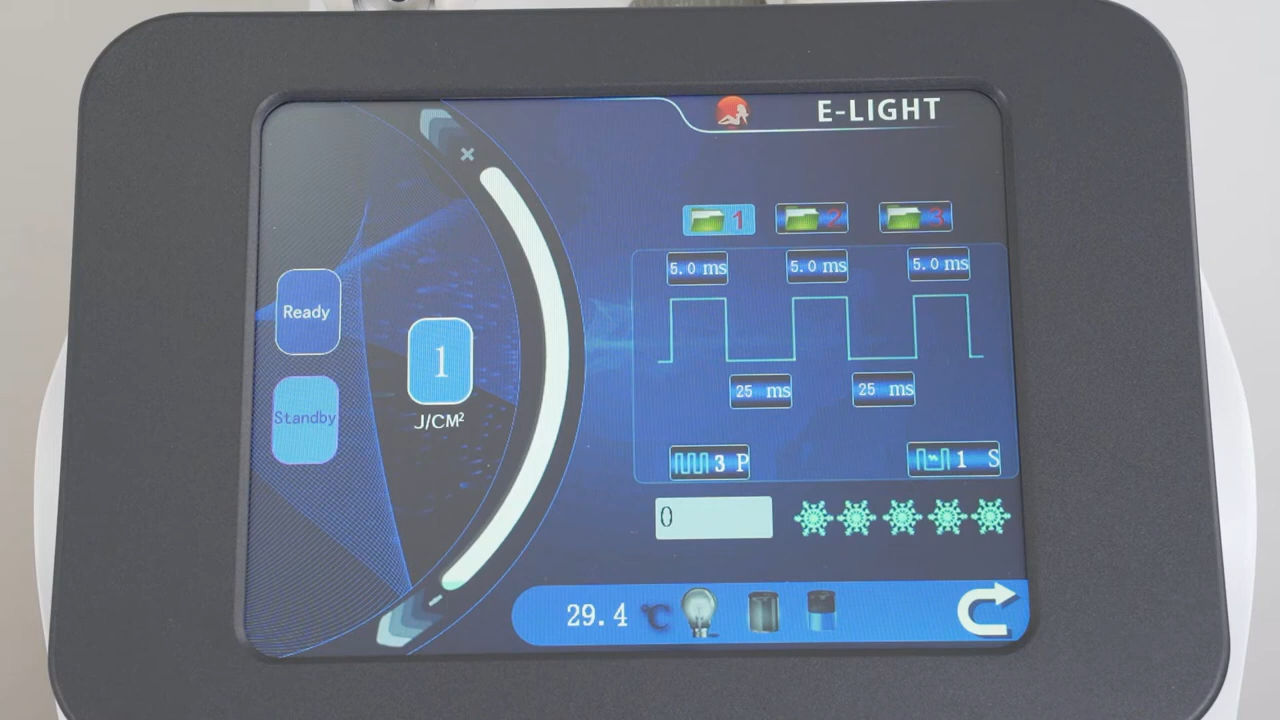 E-LIGHT
1 2 3
5.0 ms 5.0 ms 5.0 ms
Ready
1
J/CM²
Standby
25 ms 25 ms
3 P 1 S
0
29.4 ℃